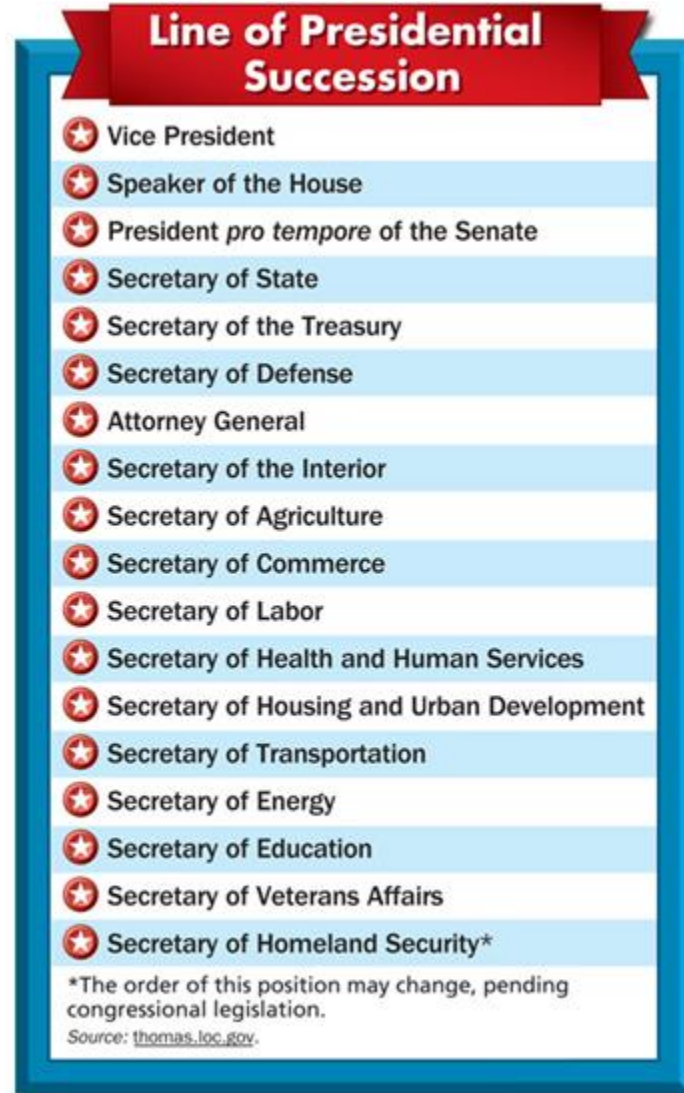 Line of Presidential
Succession
Vice President
Speaker of the House
President pro tempore of the Senate
Secretary of State
Secretary of the Treasury
Secretary of Defense
Attorney General
Secretary of the Interior
Secretary of Agriculture
Secretary of Commerce
Secretary of Labor
Secretary of Health and Human Services
Secretary of Housing and Urban Development
Secretary of Transportation
Secretary of Energy
Secretary of Education
Secretary of Veterans Affairs
Secretary of Homeland Security*
*The order of this position may change, pending
congressional legislation.
Source: thomas.loc.gov.